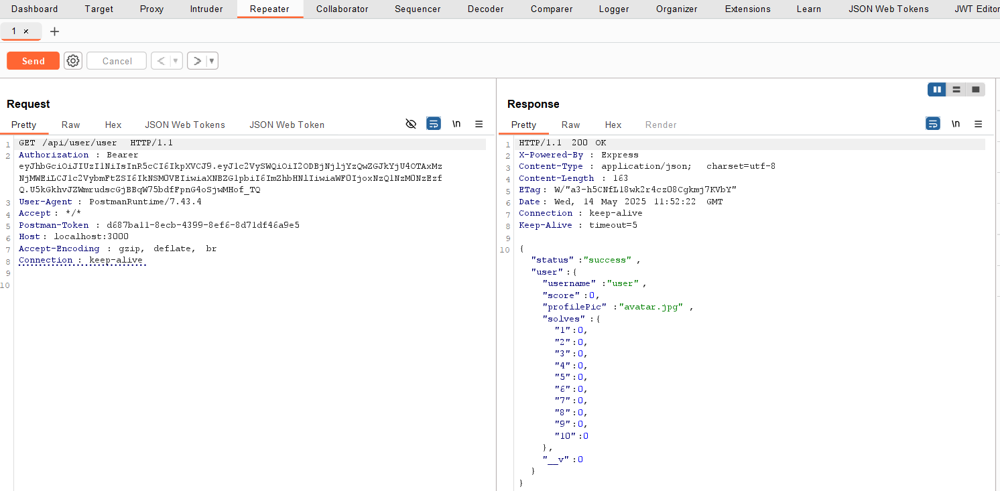 Dashboard Target Proxy Intruder Repeater Collaborator Sequencer Decoder Comparer Logger Organizer Extensions Learn JSON Web Tokens JWT Editor
1 × +
Send Cancel < ▼ > ▼
Request
Pretty Raw Hex JSON Web Tokens JSON Web Token \n
1 GET /api/user/user HTTP/1.1
2 Authorization : Bearer
eyJhbGciOiJIUzI1NiIsInR5cCI6IkpXVCJ9.eyJ1c2VySWQiOiI2ODBjNjljYzQwZGJkYjU4OTAxMz
NjMWEiLCJ1c2VybmFtZSI6IkNSM0VEIiwiaXNBZG1pbiI6ImZhbHNlIiwiaWF0IjoxNzQ1NzM0NzEzf
Q.U5kGkhvJZWmrudscGjBBqW75bdfFpnG4oSjwMHof_TQ
3 User-Agent : PostmanRuntime/7.43.4
4 Accept : */*
5 Postman-Token : d687ba11-8ecb-4399-8ef6-8d71df46a9e5
6 Host : localhost:3000
7 Accept-Encoding : gzip, deflate, br
8 Connection : keep-alive
9
10
Response
Pretty Raw Hex Render \n
1 HTTP/1.1 200 OK
2 X-Powered-By : Express
3 Content-Type : application/json; charset=utf-8
4 Content-Length : 163
5 ETag : W/"a3-h5CNfL18wk2r4cz08Cgkmj7KVbY"
6 Date : Wed, 14 May 2025 11:52:22 GMT
7 Connection : keep-alive
8 Keep-Alive : timeout=5
9
10 {
"status" :"success" ,
"user" :{
"username" :"user" ,
"score" :0,
"profilePic" :"avatar.jpg" ,
"solves" :{
"1":0,
"2":0,
"3":0,
"4":0,
"5":0,
"6":0,
"7":0,
"8":0,
"9":0,
"10":0
},
"__v" :0
}
}